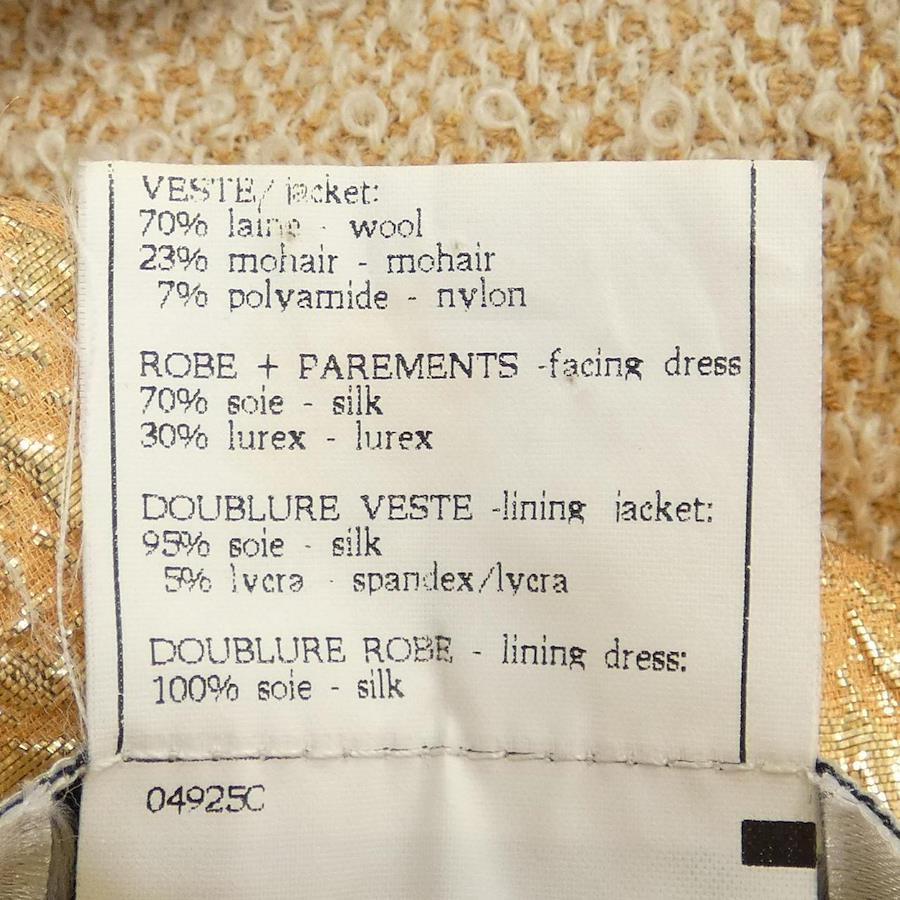 VESTE/ jacket:
70% laine - wool
23% mohair - mohair
7% polyamide - nylon
ROBE + PAREMENTS -facing dress
70% soie - silk
30% lurex - lurex
DOUBLURE VESTE -lining jacket:
95% soie - silk
5% lycra - spandex/lycra
DOUBLURE ROBE - lining dress:
100% soie - silk
04925C